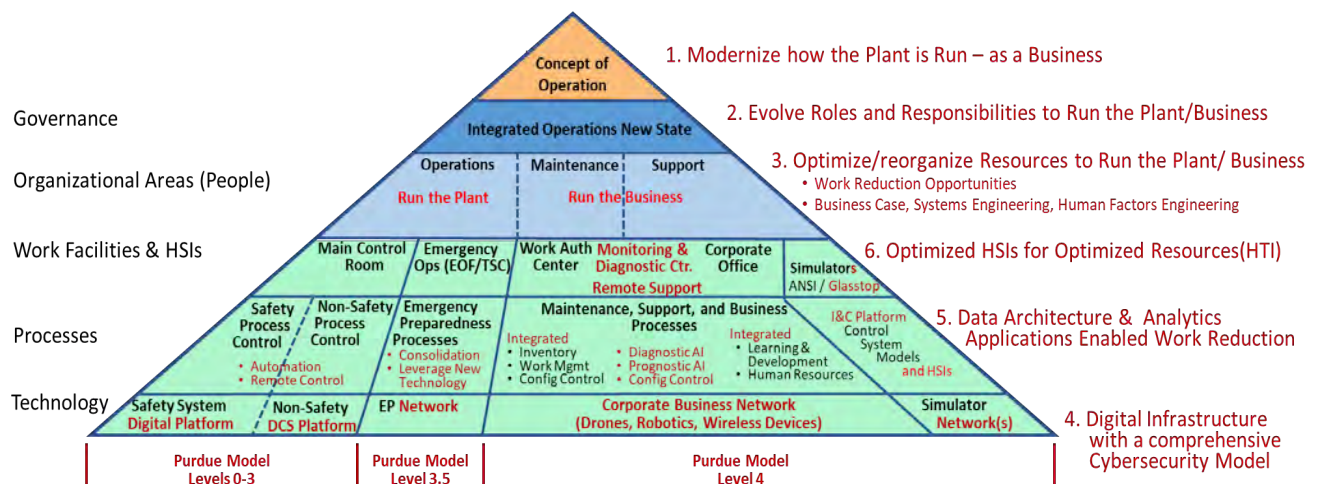 Concept of
Operation
1. Modernize how the Plant is Run – as a Business
Governance
Integrated Operations New State
2. Evolve Roles and Responsibilities to Run the Plant/Business
Organizational Areas (People)
Operations
Maintenance
Support
Run the Plant
Run the Business
3. Optimize/reorganize Resources to Run the Plant/ Business
• Work Reduction Opportunities
• Business Case, Systems Engineering, Human Factors Engineering
Work Facilities & HSIs
Main Control
Room
Emergency
Ops (EOF/TSC)
Work Auth
Center
Monitoring &
Diagnostic Ctr.
Remote Support
Corporate
Office
Simulators
ANSI / Glasstop
6. Optimized HSIs for Optimized Resources(HTI)
Processes
Safety
Process
Control
Non-Safety
Process
Control
• Automation
• Remote Control
Emergency
Preparedness
Processes
• Consolidation
• Leverage New
Technology
Maintenance, Support, and Business
Processes
Integrated
• Inventory
• Work Mgmt
• Config Control
• Diagnostic AI
• Prognostic AI
• Config Control
Integrated
• Learning &
Development
• Human Resources
I&C Platform
Control
System
Models
and HSIs
5. Data Architecture & Analytics
Applications Enabled Work Reduction
Technology
Safety System
Digital Platform
Non-Safety
DCS Platform
EP Network
Corporate Business Network
(Drones, Robotics, Wireless Devices)
Simulator
Network(s)
4. Digital Infrastructure
with a comprehensive
Cybersecurity Model
Purdue Model
Levels 0-3
Purdue Model
Level 3.5
Purdue Model
Level 4